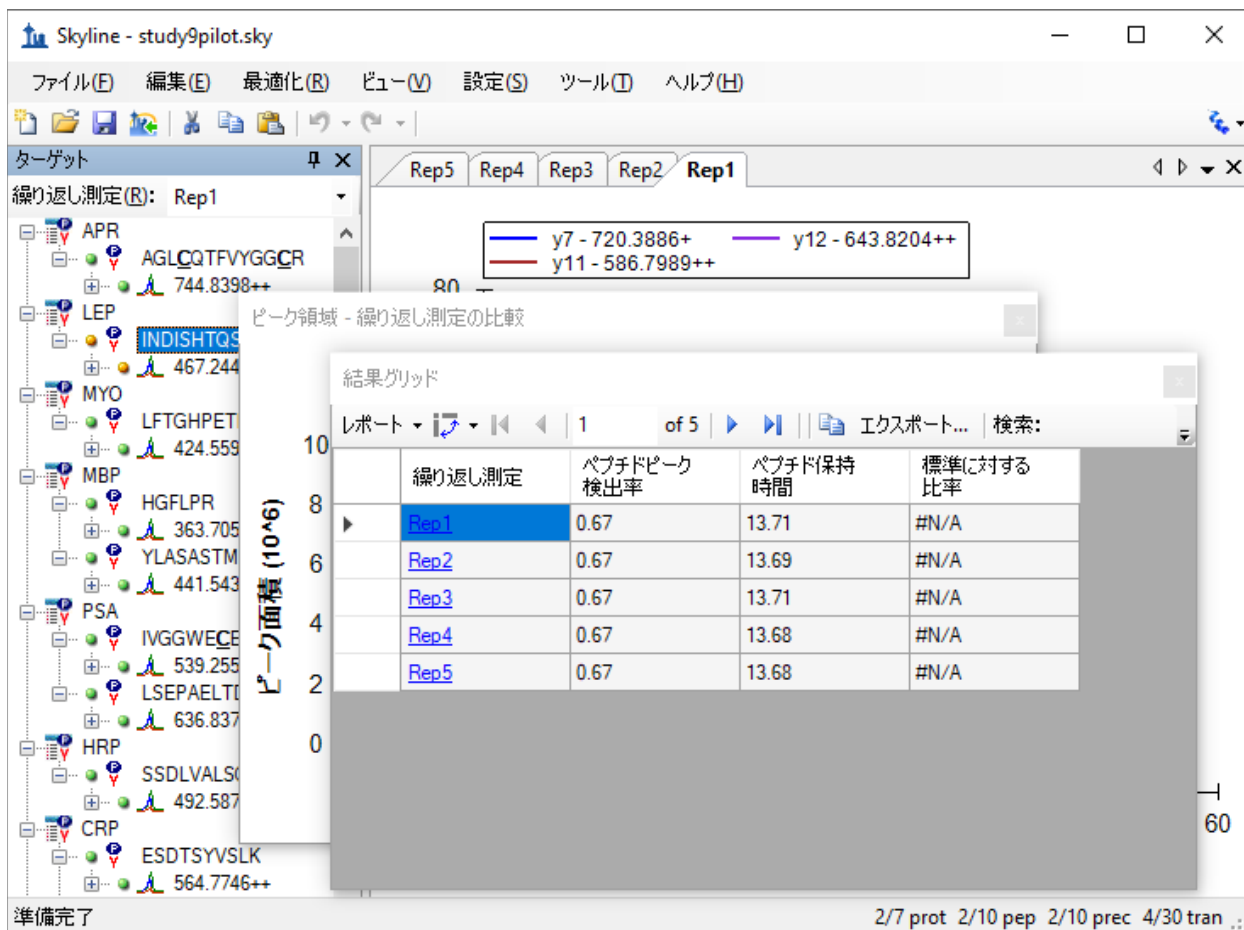 Skyline - study9pilot.sky
ファイル(F) 編集(E) 最適化(R) ビュー(V) 設定(S) ツール(T) ヘルプ(H)
ターゲット
繰り返し測定(R): Rep1
APR
AGLCQTFVYGGCR
744.8398++
LEP
INDISHTQS
467.244
MYO
LFTGHPET
424.559
MBP
HGFLPR
363.705
YLASASTM
441.543
PSA
IVGGWECE
539.255
LSEPAELTD
636.837
HRP
SSDLVALS
492.587
CRP
ESDTSYVSLK
564.7746++
Rep5 Rep4 Rep3 Rep2 Rep1
y7 - 720.3886+ y12 - 643.8204++
y11 - 586.7989++
80
60
ピーク領域 - 繰り返し測定の比較
ピーク面積 (10^6)
10
8
6
4
2
0
結果グリッド
レポート 1 of 5 エクスポート... 検索:
繰り返し測定 ペプチドピーク検出率 ペプチド保持時間 標準に対する比率
Rep1 0.67 13.71 #N/A
Rep2 0.67 13.69 #N/A
Rep3 0.67 13.71 #N/A
Rep4 0.67 13.68 #N/A
Rep5 0.67 13.68 #N/A
準備完了 2/7 prot 2/10 pep 2/10 prec 4/30 tran